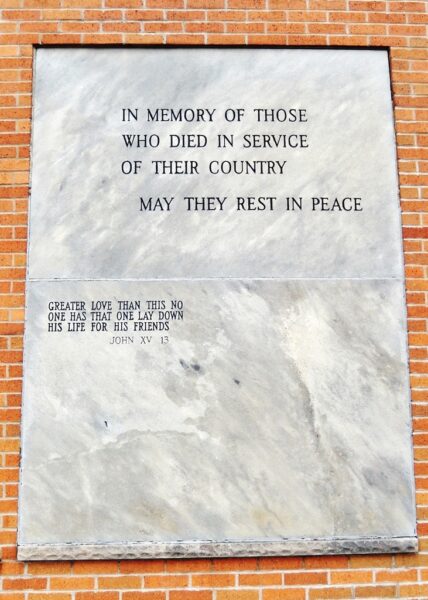 IN MEMORY OF THOSE
WHO DIED IN SERVICE
OF THEIR COUNTRY
MAY THEY REST IN PEACE
GREATER LOVE THAN THIS NO
ONE HAS THAT ONE LAY DOWN
HIS LIFE FOR HIS FRIENDS
JOHN XV 13